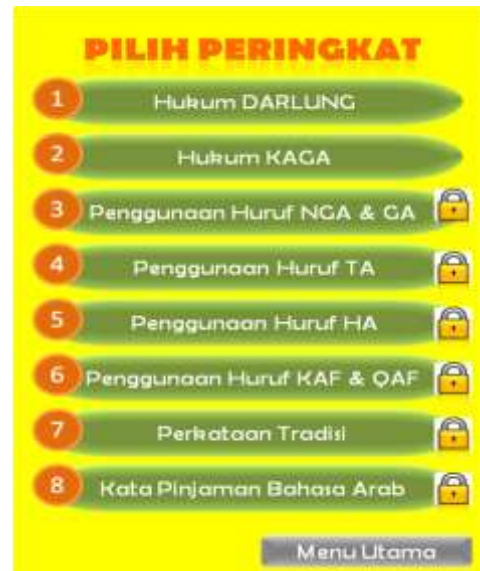 PILIH PERINGKAT
1 Hukum DARLUNG
2 Hukum KAGA
3 Penggunaan Huruf NGA & GA
4 Penggunaan Huruf TA
5 Penggunaan Huruf HA
6 Penggunaan Huruf KAF & QAF
7 Perkataan Tradisi
8 Kata Pinjaman Bahasa Arab
Menu Utama